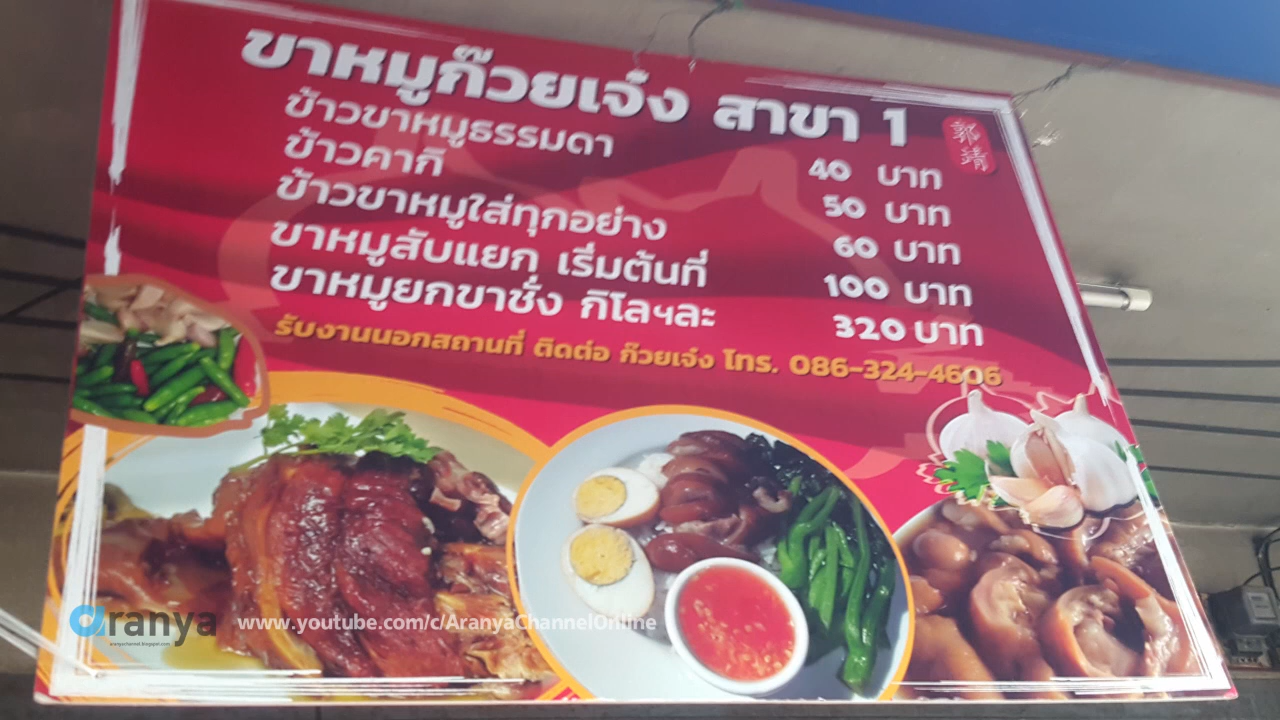 ขาหมูก๊วยเจ๋ง สาขา 1
郭靖
ข้าวขาหมูธรรมดา 40 บาท
ข้าวคากิ 50 บาท
ข้าวขาหมูใส่ทุกอย่าง 60 บาท
ขาหมูสับแยก เริ่มต้นที่ 100 บาท
ขาหมูยกขาชั่ง กิโลฯละ 320 บาท
รับงานนอกสถานที่ ติดต่อ ก๊วยเจ๋ง โทร. 086-324-4606
aranya www.youtube.com/c/AranyaChannelOnline